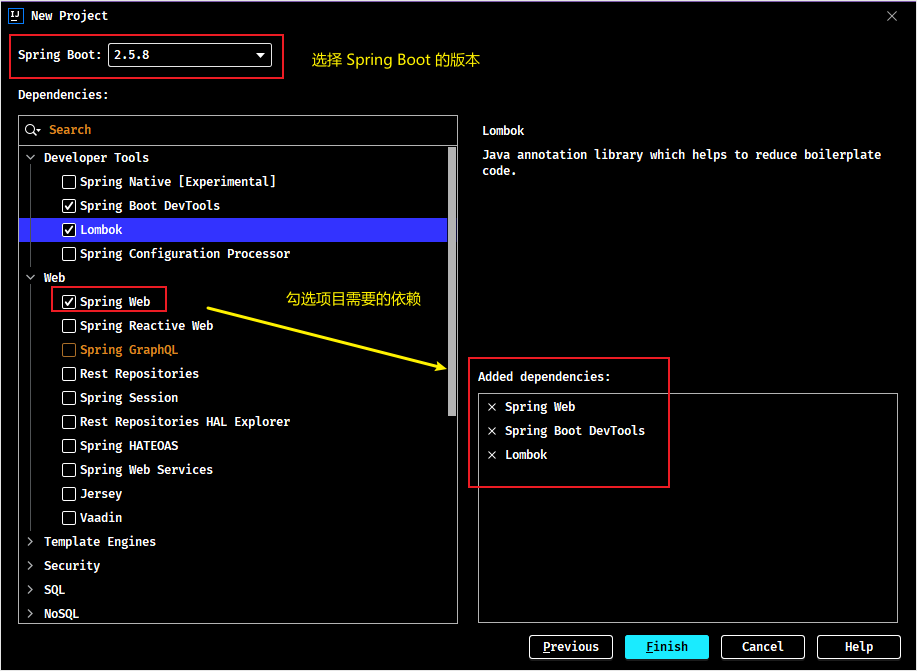 New Project
Spring Boot: 2.5.8
选择 Spring Boot 的版本
Dependencies:
Search
Developer Tools
Spring Native [Experimental]
Spring Boot DevTools
Lombok
Spring Configuration Processor
Web
Spring Web
Spring Reactive Web
Spring GraphQL
Rest Repositories
Spring Session
Rest Repositories HAL Explorer
Spring HATEOAS
Spring Web Services
Jersey
Vaadin
Template Engines
Security
SQL
NoSQL
勾选项目需要的依赖
Lombok
Java annotation library which helps to reduce boilerplate
code.
Added dependencies:
Spring Web
Spring Boot DevTools
Lombok
Previous
Finish
Cancel
Help